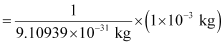 = 1 / 9.10939×10⁻³¹ kg × (1×10⁻³ kg)